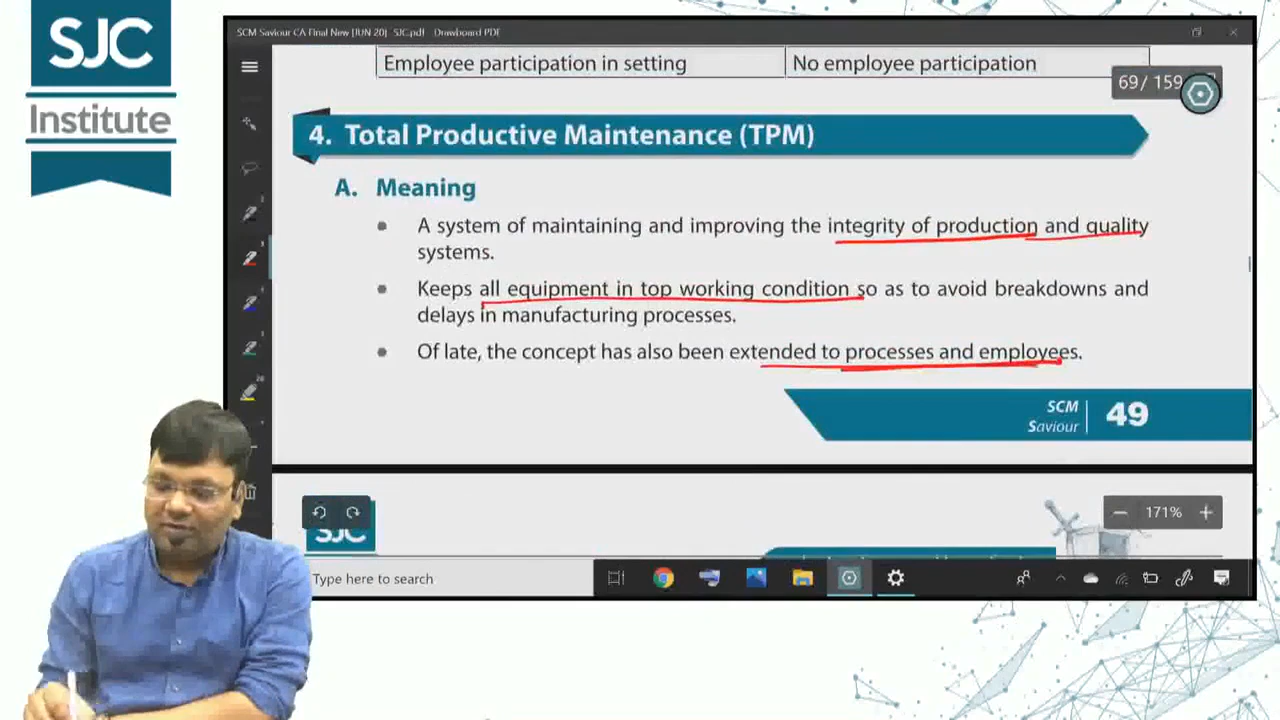 SJC
Institute
SCM Saviour CA Final New [JUN 20] SJC.pdf - Drawboard PDF
Employee participation in setting No employee participation
69 / 159
4. Total Productive Maintenance (TPM)
A. Meaning
A system of maintaining and improving the integrity of production and quality
systems.
Keeps all equipment in top working condition so as to avoid breakdowns and
delays in manufacturing processes.
Of late, the concept has also been extended to processes and employees.
SCM
Saviour
49
SJC
171%
Type here to search